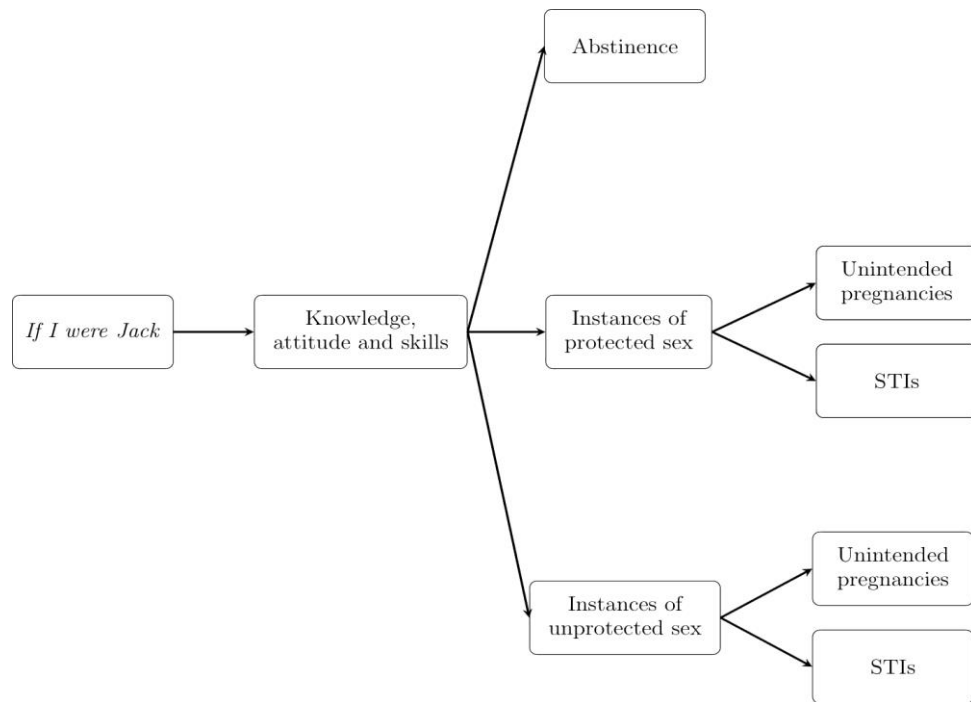 Abstinence
If I were Jack
Knowledge,
attitude and skills
Instances of
protected sex
Unintended
pregnancies
STIs
Instances of
unprotected sex
Unintended
pregnancies
STIs